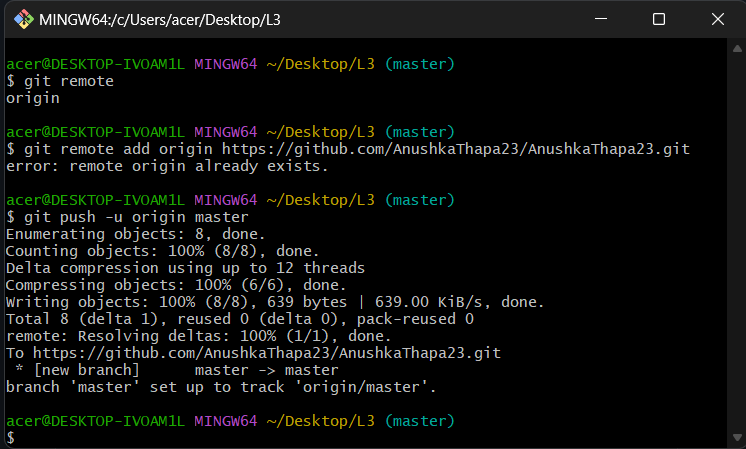 MINGW64:/c/Users/acer/Desktop/L3
acer@DESKTOP-IVOAM1L MINGW64 ~/Desktop/L3 (master)
$ git remote
origin
acer@DESKTOP-IVOAM1L MINGW64 ~/Desktop/L3 (master)
$ git remote add origin https://github.com/AnushkaThapa23/AnushkaThapa23.git
error: remote origin already exists.
acer@DESKTOP-IVOAM1L MINGW64 ~/Desktop/L3 (master)
$ git push -u origin master
Enumerating objects: 8, done.
Counting objects: 100% (8/8), done.
Delta compression using up to 12 threads
Compressing objects: 100% (6/6), done.
Writing objects: 100% (8/8), 639 bytes | 639.00 KiB/s, done.
Total 8 (delta 1), reused 0 (delta 0), pack-reused 0
remote: Resolving deltas: 100% (1/1), done.
To https://github.com/AnushkaThapa23/AnushkaThapa23.git
 * [new branch]      master -> master
branch 'master' set up to track 'origin/master'.
acer@DESKTOP-IVOAM1L MINGW64 ~/Desktop/L3 (master)
$